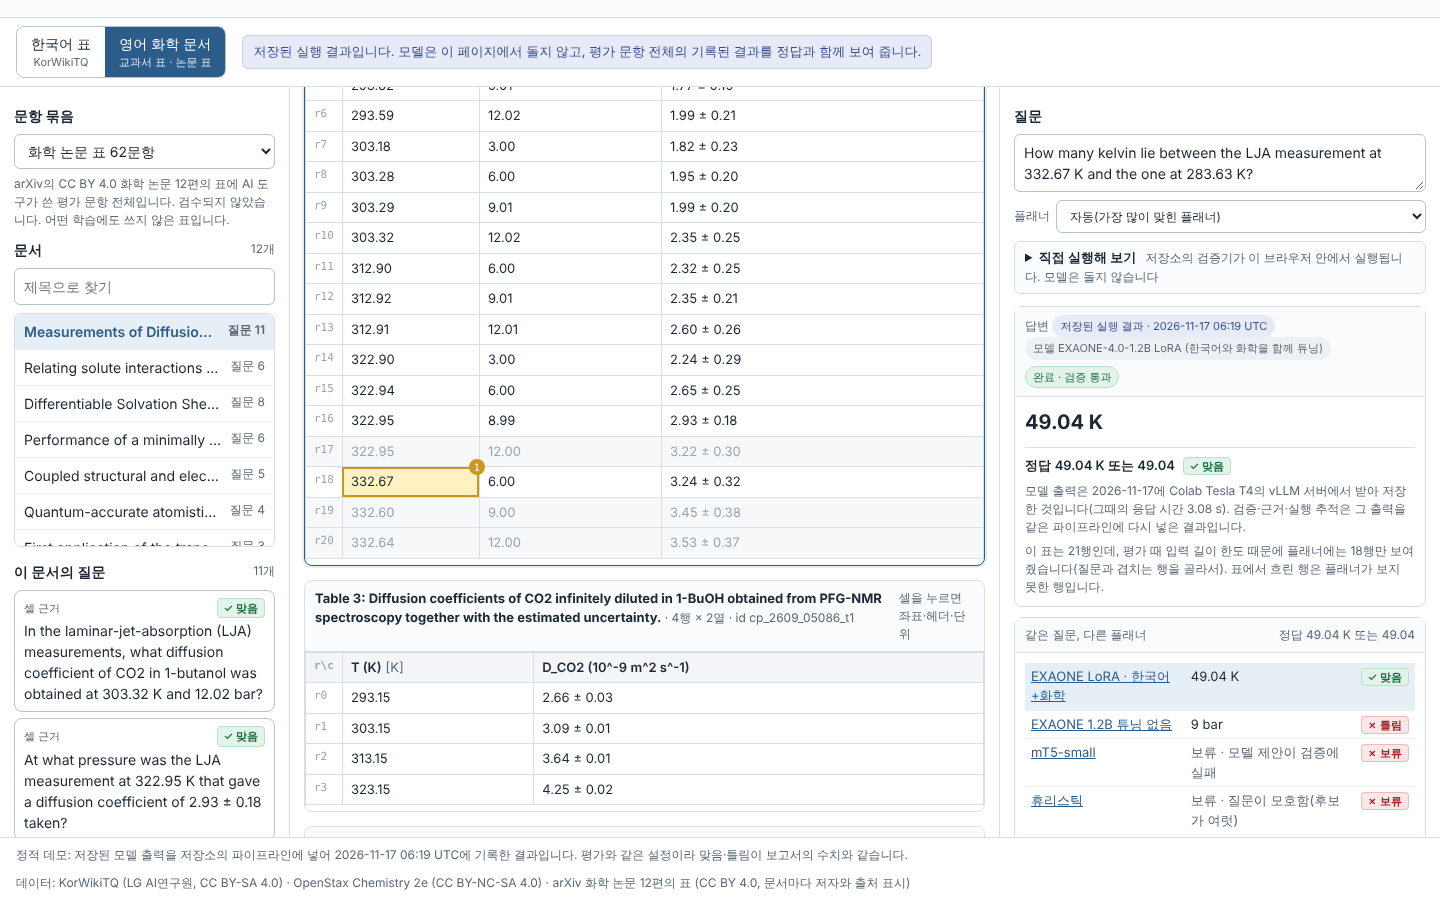 한국어 표
KorWikiTQ
영어 화학 문서
교과서 표 · 논문 표
저장된 실행 결과입니다. 모델은 이 페이지에서 돌지 않고, 평가 문항 전체의 기록된 결과를 정답과 함께 보여 줍니다.
문항 묶음
화학 논문 표 62문항
arXiv의 CC BY 4.0 화학 논문 12편의 표에 AI 도
구가 쓴 평가 문항 전체입니다. 검수되지 않았습
니다. 어떤 학습에도 쓰지 않은 표입니다.
문서 12개
제목으로 찾기
Measurements of Diffusio... 질문 11
Relating solute interactions ... 질문 6
Differentiable Solvation She... 질문 8
Performance of a minimally ... 질문 6
Coupled structural and elec... 질문 5
Quantum-accurate atomisti... 질문 4
이 문서의 질문 11개
셀 근거 ✓ 맞음
In the laminar-jet-absorption (LJA)
measurements, what diffusion
coefficient of CO2 in 1-butanol was
obtained at 303.32 K and 12.02 bar?
셀 근거 ✓ 맞음
At what pressure was the LJA
measurement at 322.95 K that gave
a diffusion coefficient of 2.93 ± 0.18
taken?
r6 293.59 12.02 1.99 ± 0.21
r7 303.18 3.00 1.82 ± 0.23
r8 303.28 6.00 1.95 ± 0.20
r9 303.29 9.01 1.99 ± 0.20
r10 303.32 12.02 2.35 ± 0.25
r11 312.90 6.00 2.32 ± 0.25
r12 312.92 9.01 2.35 ± 0.21
r13 312.91 12.01 2.60 ± 0.26
r14 322.90 3.00 2.24 ± 0.29
r15 322.94 6.00 2.65 ± 0.25
r16 322.95 8.99 2.93 ± 0.18
r17 322.95 12.00 3.22 ± 0.30
1
r18 332.67 6.00 3.24 ± 0.32
r19 332.60 9.00 3.45 ± 0.38
r20 332.64 12.00 3.53 ± 0.37
Table 3: Diffusion coefficients of CO2 infinitely diluted in 1-BuOH obtained from PFG-NMR
spectroscopy together with the estimated uncertainty. · 4행 × 2열 · id cp_2609_05086_t1
셀을 누르면
좌표·헤더·단
위
r\c T (K) [K] D_CO2 (10^-9 m^2 s^-1)
r0 293.15 2.66 ± 0.03
r1 303.15 3.09 ± 0.01
r2 313.15 3.64 ± 0.01
r3 323.15 4.25 ± 0.02
질문
How many kelvin lie between the LJA measurement at
332.67 K and the one at 283.63 K?
플래너 자동(가장 많이 맞힌 플래너)
▶ 직접 실행해 보기 저장소의 검증기가 이 브라우저 안에서 실행됩니
다. 모델은 돌지 않습니다
답변 저장된 실행 결과 · 2026-11-17 06:19 UTC
모델 EXAONE-4.0-1.2B LoRA (한국어와 화학을 함께 튜닝)
완료 · 검증 통과
49.04 K
정답 49.04 K 또는 49.04 ✓ 맞음
모델 출력은 2026-11-17에 Colab Tesla T4의 vLLM 서버에서 받아 저장
한 것입니다(그때의 응답 시간 3.08 s). 검증·근거·실행 추적은 그 출력을
같은 파이프라인에 다시 넣은 결과입니다.
이 표는 21행인데, 평가 때 입력 길이 한도 때문에 플래너에는 18행만 보여
줬습니다(질문과 겹치는 행을 골라서). 표에서 흐린 행은 플래너가 보지
못한 행입니다.
같은 질문, 다른 플래너 정답 49.04 K 또는 49.04
EXAONE LoRA · 한국어
+화학 49.04 K ✓ 맞음
EXAONE 1.2B 튜닝 없음 9 bar × 틀림
mT5-small 보류 · 모델 제안이 검증에
실패 × 보류
휴리스틱 보류 · 질문이 모호함(후보
가 여럿) × 보류
정적 데모: 저장된 모델 출력을 저장소의 파이프라인에 넣어 2026-11-17 06:19 UTC에 기록한 결과입니다. 평가와 같은 설정이라 맞음·틀림이 보고서의 수치와 같습니다.
데이터: KorWikiTQ (LG AI연구원, CC BY-SA 4.0) · OpenStax Chemistry 2e (CC BY-NC-SA 4.0) · arXiv 화학 논문 12편의 표 (CC BY 4.0, 문서마다 저자와 출처 표시)